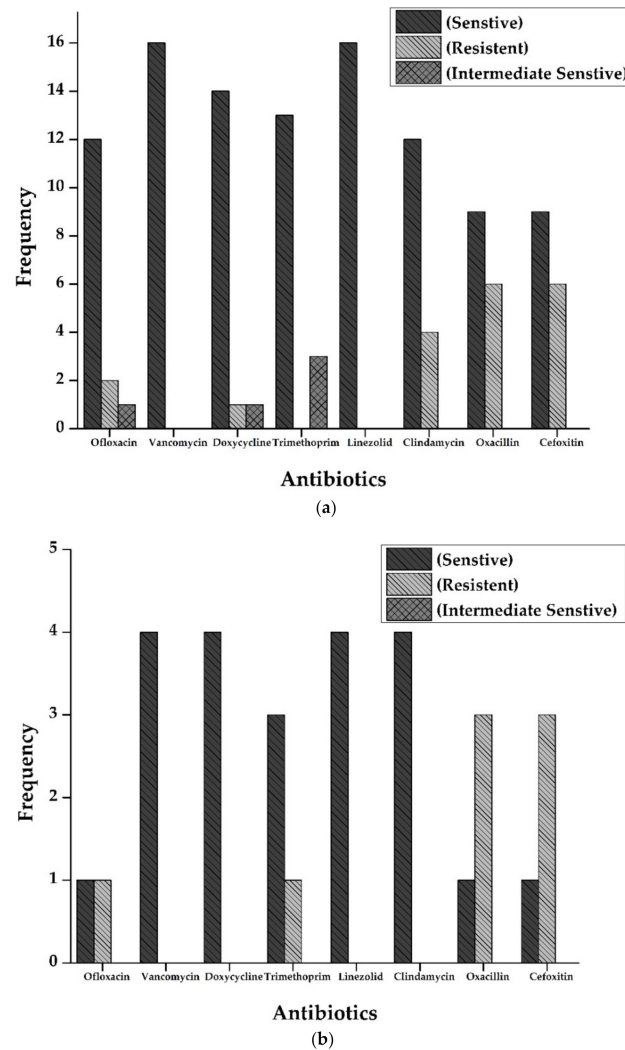 (Senstive)
(Resistent)
(Intermediate Senstive)
16
14
12
10
8
6
4
2
0
Frequency
Ofloxacin Vancomycin Doxycycline Trimethoprim Linezolid Clindamycin Oxacillin Cefoxitin
Antibiotics
(a)
(Senstive)
(Resistent)
(Intermediate Senstive)
5
4
3
2
1
0
Frequency
Ofloxacin Vancomycin Doxycycline Trimethoprim Linezolid Clindamycin Oxacillin Cefoxitin
Antibiotics
(b)